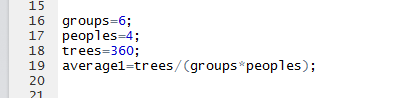 15
16 groups=6;
17 peoples=4;
18 trees=360;
19 average1=trees/(groups*peoples);
20
21